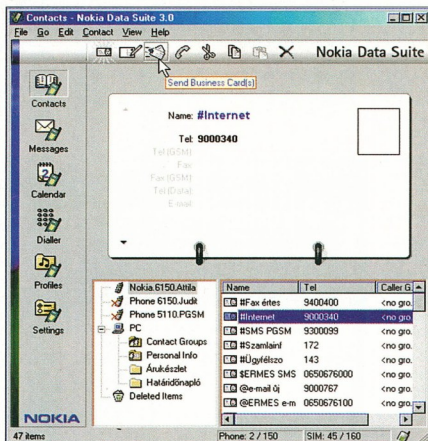 Contacts - Nokia Data Suite 3.0
File Go Edit Contact View Help
Nokia Data Suite
Send Business Card(s)
Contacts
Messages
Calendar
Dialler
Profiles
Settings
NOKIA
Name: #Internet
Tel: 9000340
Tel (GSM):
Fax:
Fax (GSM):
Tel (Data):
E-mail:
Nokia.6150.Attila
Phone 6150.Judit
Phone 5110.PGSM
PC
Contact Groups
Personal Info
Árukészlet
Határidőnapló
Deleted Items
Name Tel Caller G
#Fax értes 9400400 <no gro.
#Internet 9000340 <no gro.
#SMS PGSM 9300099 <no gro.
#Számlainf 172 <no gro.
#Ügyfélszo 143 <no gro.
$ERMES SMS 0650676000 <no gro.
@e-mail új 9000767 <no gro.
@ERMES e-m 0650676100 <no gro.
47 items
Phone: 2 / 150
SIM: 45 / 160